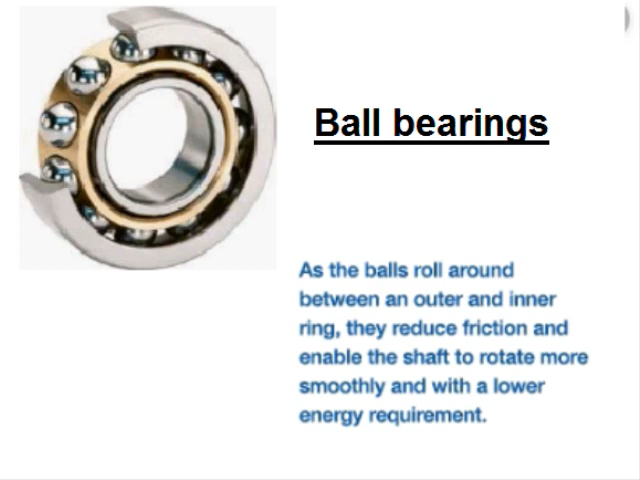 Ball bearings
As the balls roll around
between an outer and inner
ring, they reduce friction and
enable the shaft to rotate more
smoothly and with a lower
energy requirement.